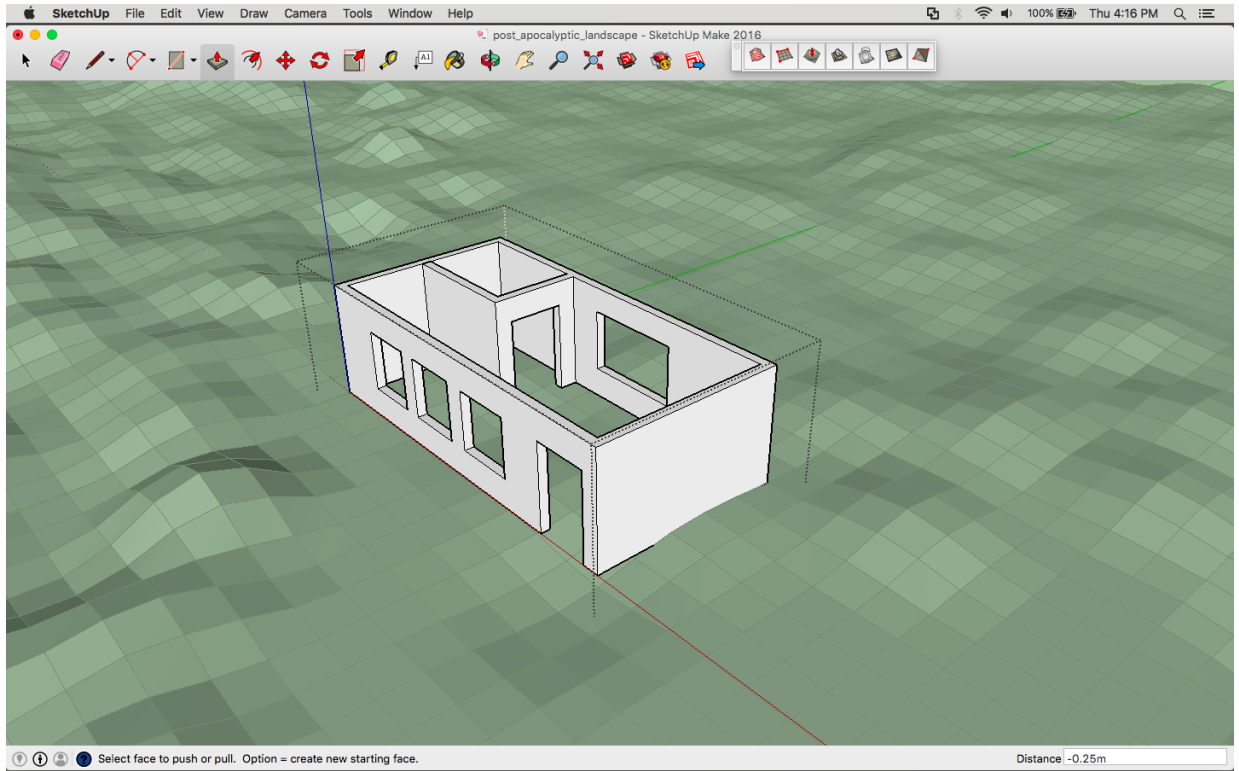 SketchUp File Edit View Draw Camera Tools Window Help 100% Thu 4:16 PM
post_apocalyptic_landscape - SketchUp Make 2016
A1
Select face to push or pull. Option = create new starting face. Distance -0.25m